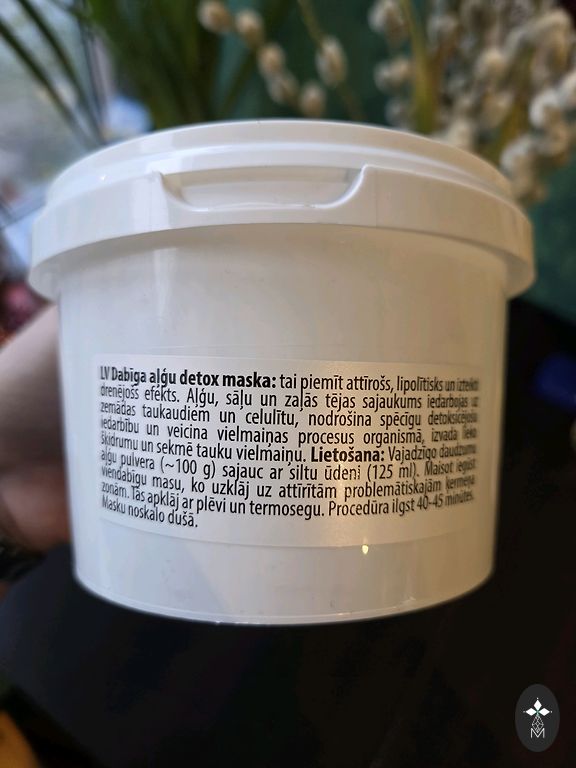 LV Dabīga aļģu detox maska: tai piemīt attīrošs, lipolītisks un izteikti
drenējošs efekts. Aļģu, sāļu un zaļās tējas sajaukums iedarbojas uz
zemādas taukaudiem un celulītu, nodrošina spēcīgu detoksicējošu
iedarbību un veicina vielmaiņas procesus organismā, izvada lieko
šķidrumu un sekmē tauku vielmaiņu. Lietošana: Vajadzīgo daudzumu
aļģu pulvera (~100 g) sajauc ar siltu ūdeni (125 ml). Maisot iegūst
viendabīgu masu, ko uzklāj uz attīrītām problemātiskajām ķermeņa
zonām. Tās apklāj ar plēvi un termosegu. Procedūra ilgst 40-45 minūtes.
Masku noskalo dušā.
M